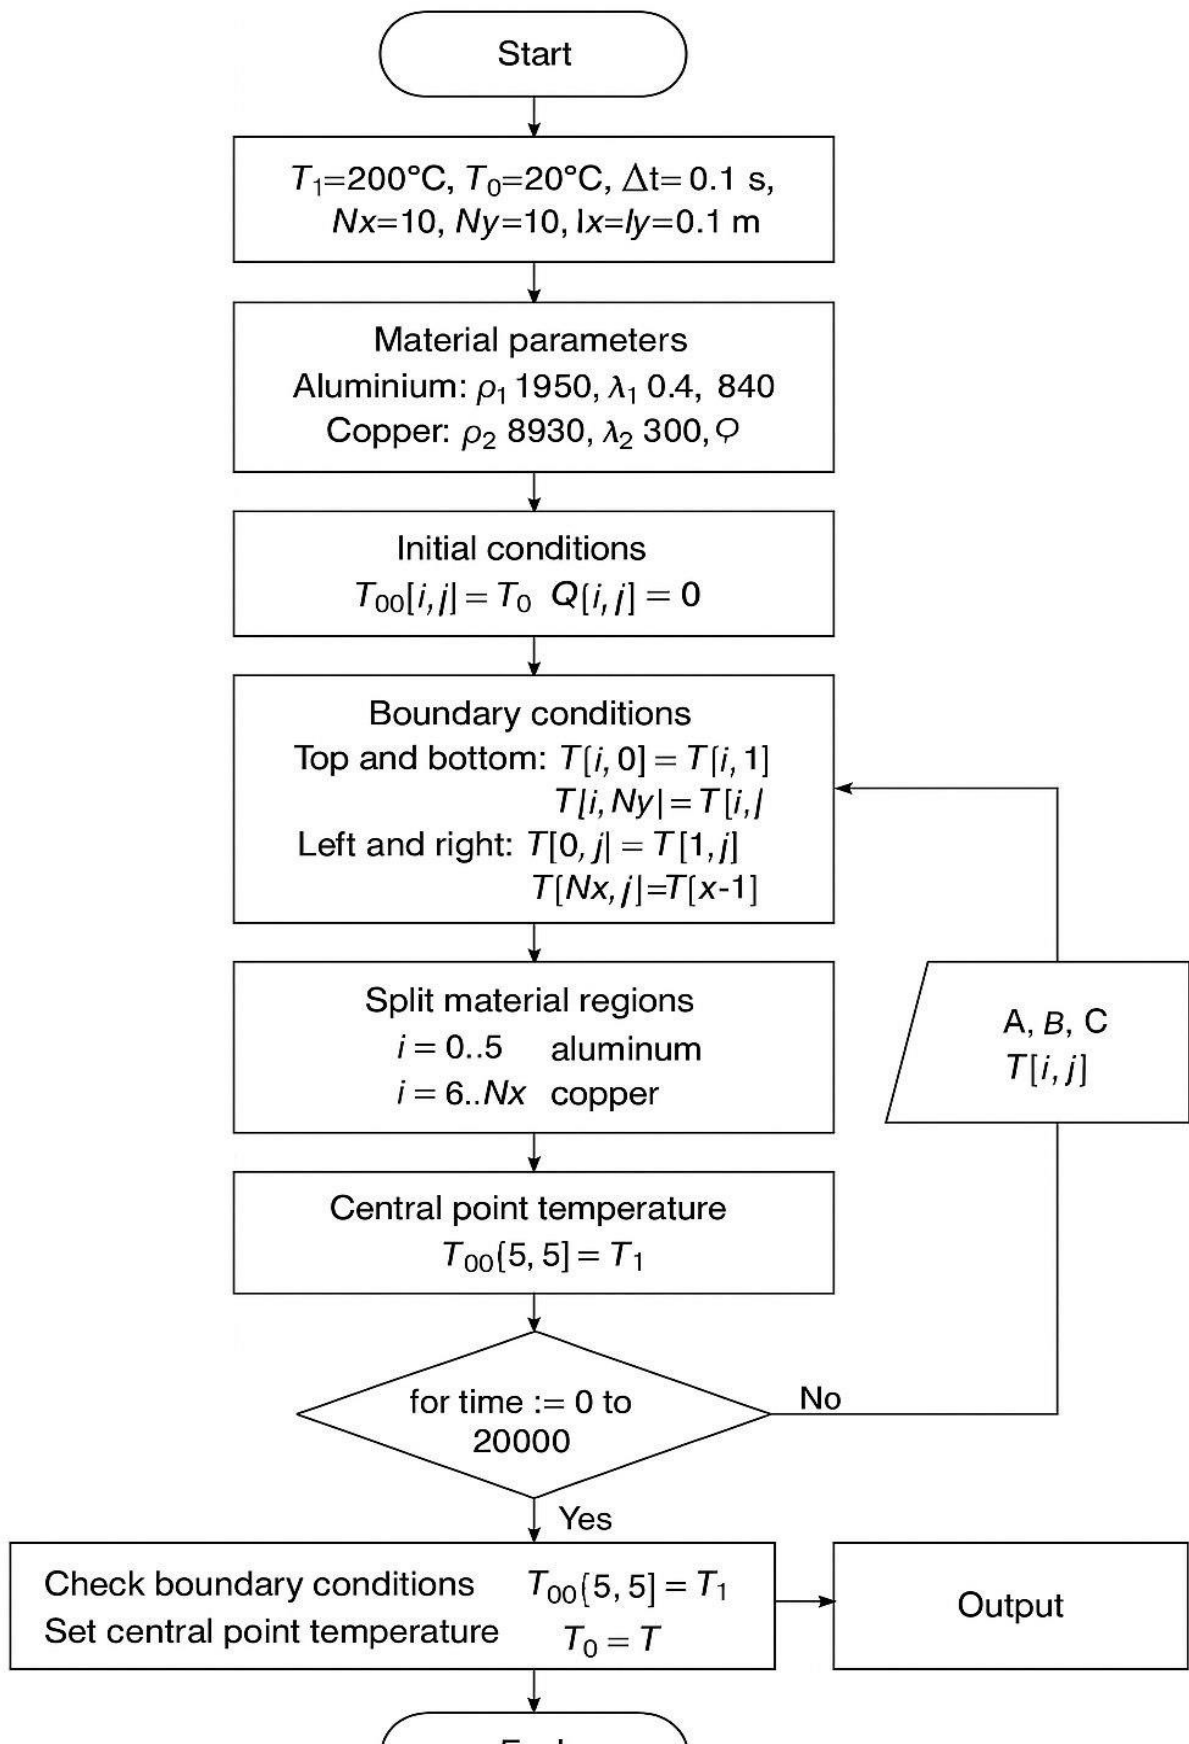 Start
T₁=200°C, T₀=20°C, Δt= 0.1 s,
Nx=10, Ny=10, lx=ly=0.1 m
Material parameters
Aluminium: ρ₁ 1950, λ₁ 0.4, 840
Copper: ρ₂ 8930, λ₂ 300,
Initial conditions
T₀₀[i,j] = T₀ Q[i,j] = 0
Boundary conditions
Top and bottom: T[i, 0] = T[i, 1]
T[i, Ny| = T[i,j
Left and right: T[0, j| = T[1, j]
T[Nx, j]=T[x-1]
Split material regions
i = 0..5 aluminum
i = 6..Nx copper
A, B, C
T[i, j]
Central point temperature
T₀₀[5, 5] = T₁
for time := 0 to
20000
No
Yes
Check boundary conditions T₀₀[5, 5] = T₁
Set central point temperature T₀ = T
Output